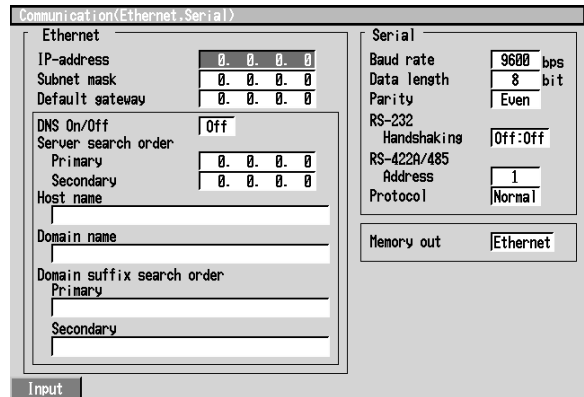 Communication(Ethernet.Serial)
Ethernet
IP-address 0. 0. 0. 0
Subnet mask 0. 0. 0. 0
Default gateway 0. 0. 0. 0
DNS On/Off Off
Server search order
Primary 0. 0. 0. 0
Secondary 0. 0. 0. 0
Host name
Domain name
Domain suffix search order
Primary
Secondary
Serial
Baud rate 9600 bps
Data length 8 bit
Parity Even
RS-232
Handshaking Off:Off
RS-422A/485
Address 1
Protocol Normal
Memory out Ethernet
Input